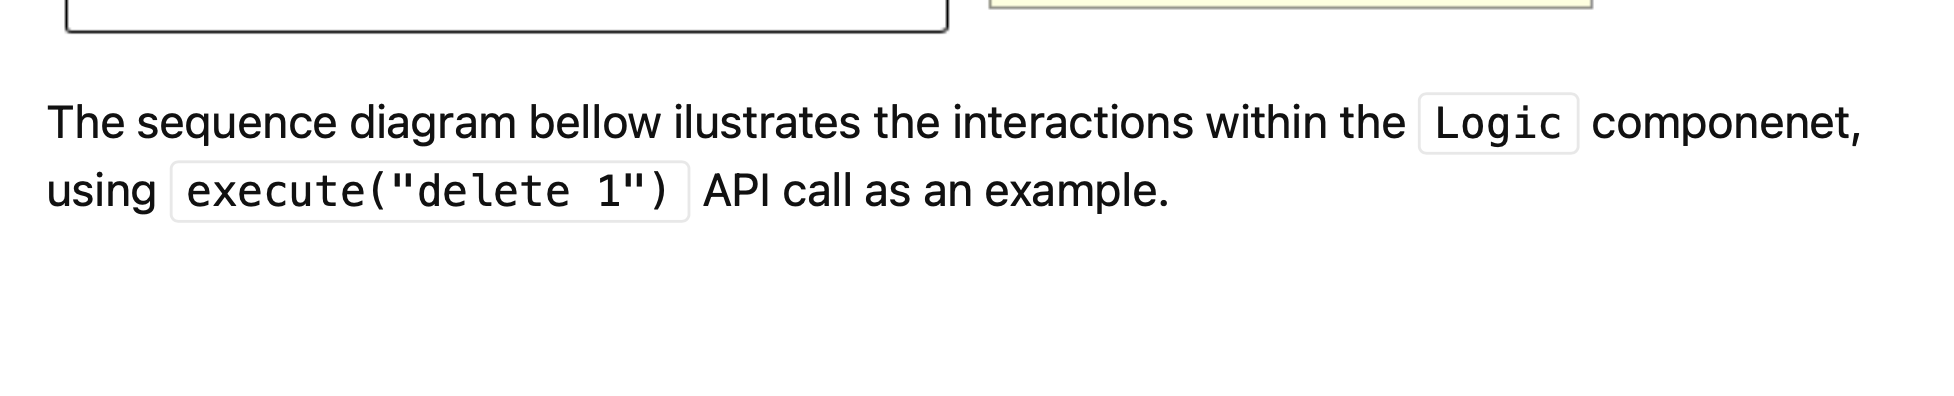 The sequence diagram bellow ilustrates the interactions within the Logic componenet,
using execute("delete 1") API call as an example.